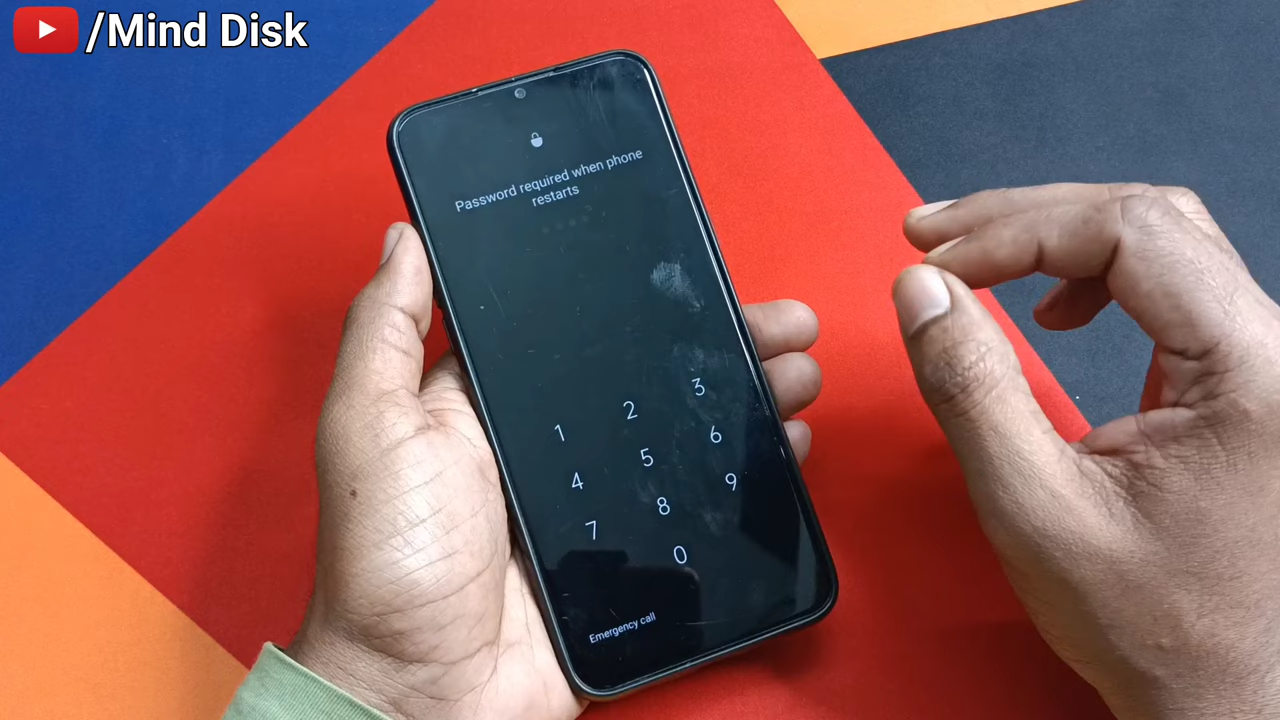 /Mind Disk
Password required when phone
restarts
1 2 3
4 5 6
7 8 9
0
Emergency call